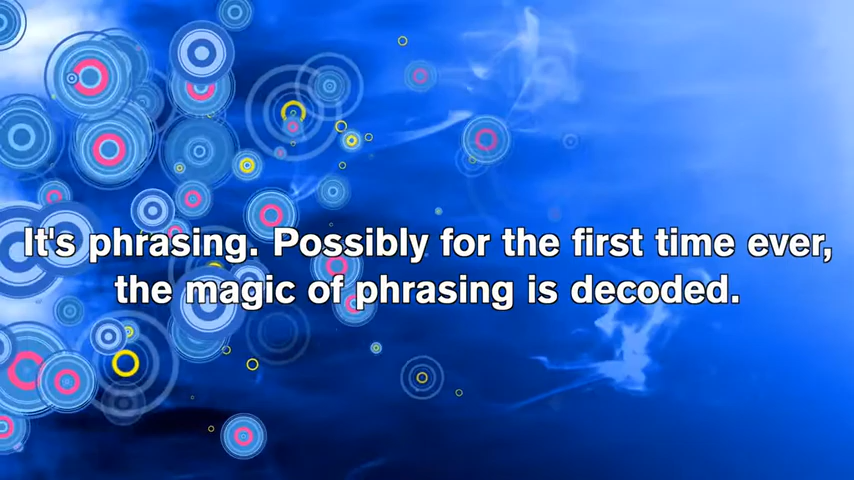 It's phrasing. Possibly for the first time ever,
the magic of phrasing is decoded.